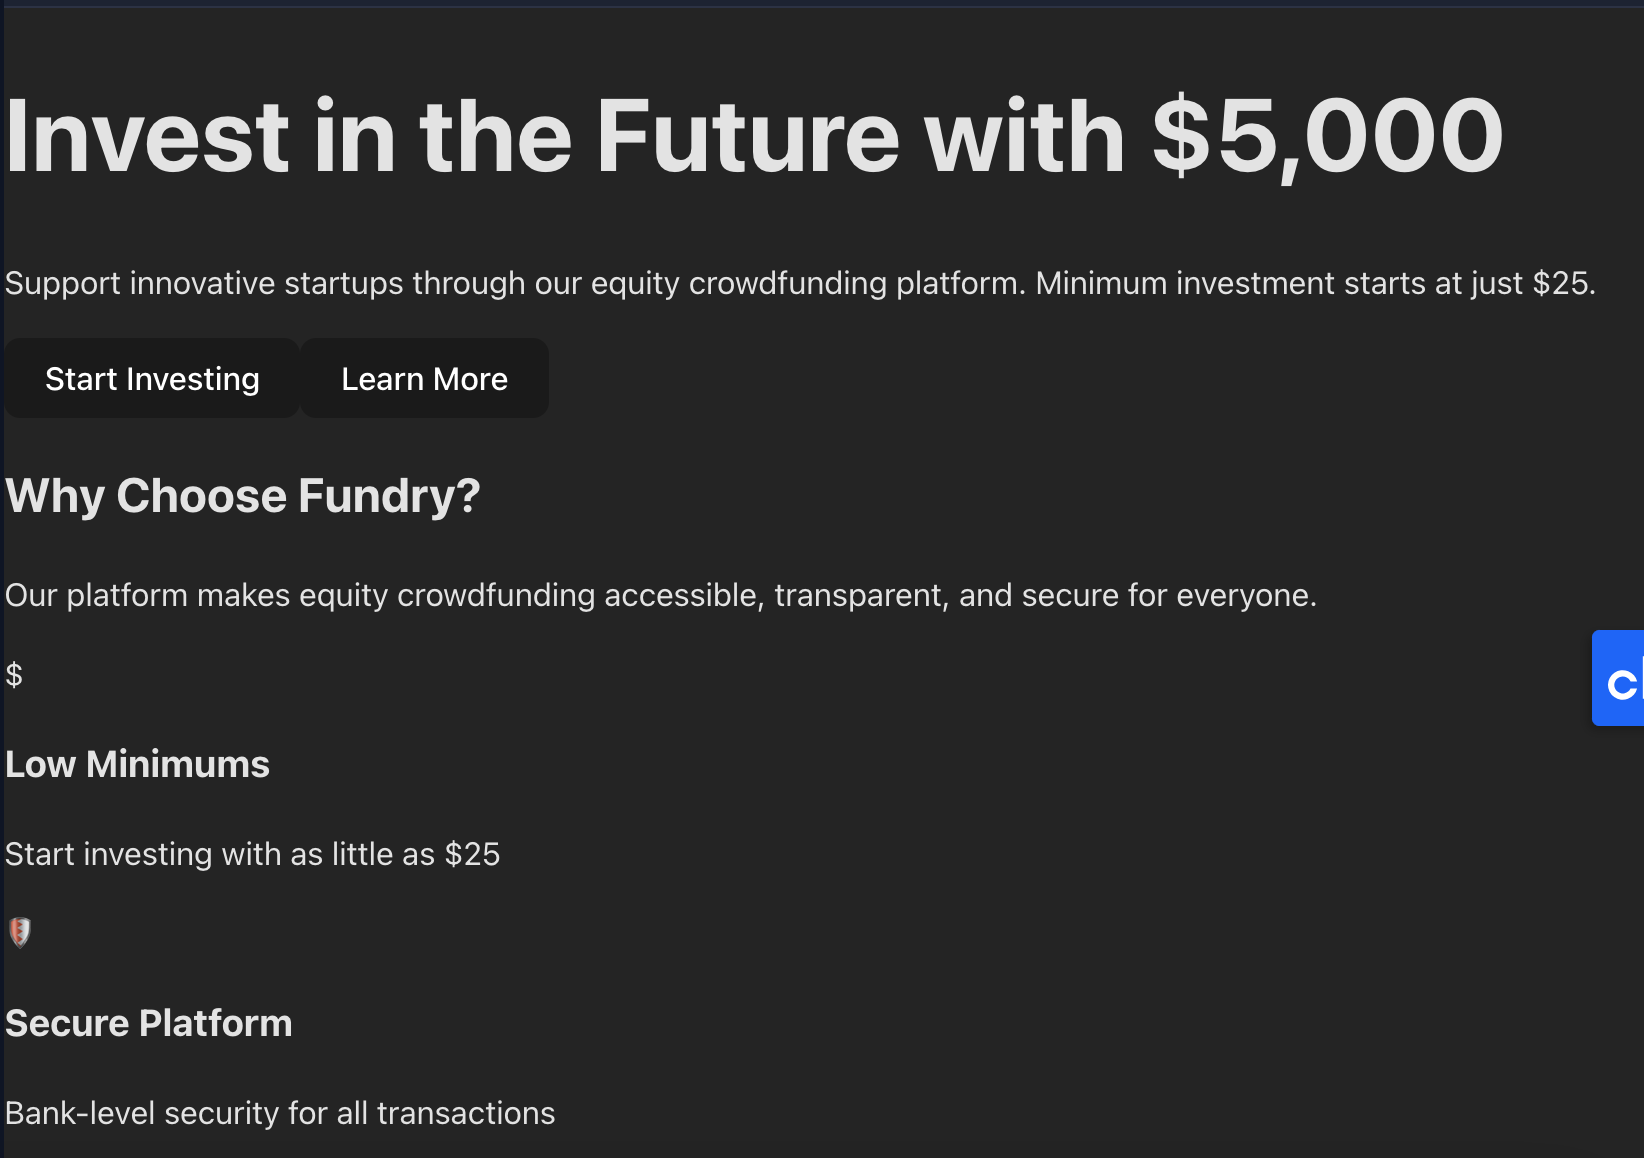 Invest in the Future with $5,000
Support innovative startups through our equity crowdfunding platform. Minimum investment starts at just $25.
Start Investing
Learn More
Why Choose Fundry?
Our platform makes equity crowdfunding accessible, transparent, and secure for everyone.
$
Low Minimums
Start investing with as little as $25
Secure Platform
Bank-level security for all transactions